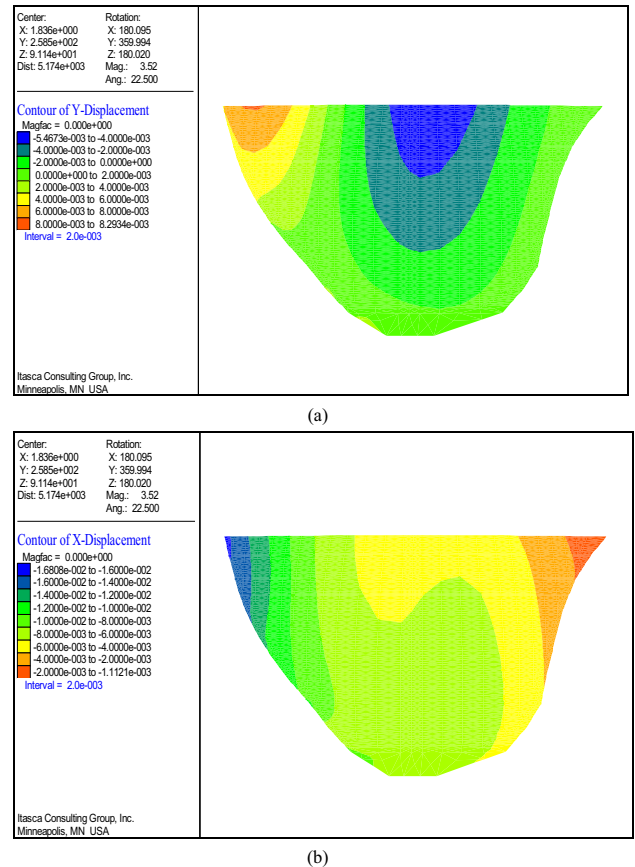 Center:
Rotation:
X: 1.836e+000
X: 180.095
Y: 2.585e+002
Y: 359.994
Z: 9.114e+001
Z: 180.020
Dist: 5.174e+003
Mag.: 3.52
Ang.: 22.500
Contour of Y-Displacement
Magfac = 0.000e+000
-5.4673e-003 to -4.0000e-003
-4.0000e-003 to -2.0000e-003
-2.0000e-003 to 0.0000e+000
0.0000e+000 to 2.0000e-003
2.0000e-003 to 4.0000e-003
4.0000e-003 to 6.0000e-003
6.0000e-003 to 8.0000e-003
8.0000e-003 to 8.2934e-003
Interval = 2.0e-003
Itasca Consulting Group, Inc.
Minneapolis, MN USA
(a)
Center:
Rotation:
X: 1.836e+000
X: 180.095
Y: 2.585e+002
Y: 359.994
Z: 9.114e+001
Z: 180.020
Dist: 5.174e+003
Mag.: 3.52
Ang.: 22.500
Contour of X-Displacement
Magfac = 0.000e+000
-1.6808e-002 to -1.6000e-002
-1.6000e-002 to -1.4000e-002
-1.4000e-002 to -1.2000e-002
-1.2000e-002 to -1.0000e-002
-1.0000e-002 to -8.0000e-003
-8.0000e-003 to -6.0000e-003
-6.0000e-003 to -4.0000e-003
-4.0000e-003 to -2.0000e-003
-2.0000e-003 to -1.1121e-003
Interval = 2.0e-003
Itasca Consulting Group, Inc.
Minneapolis, MN USA
(b)